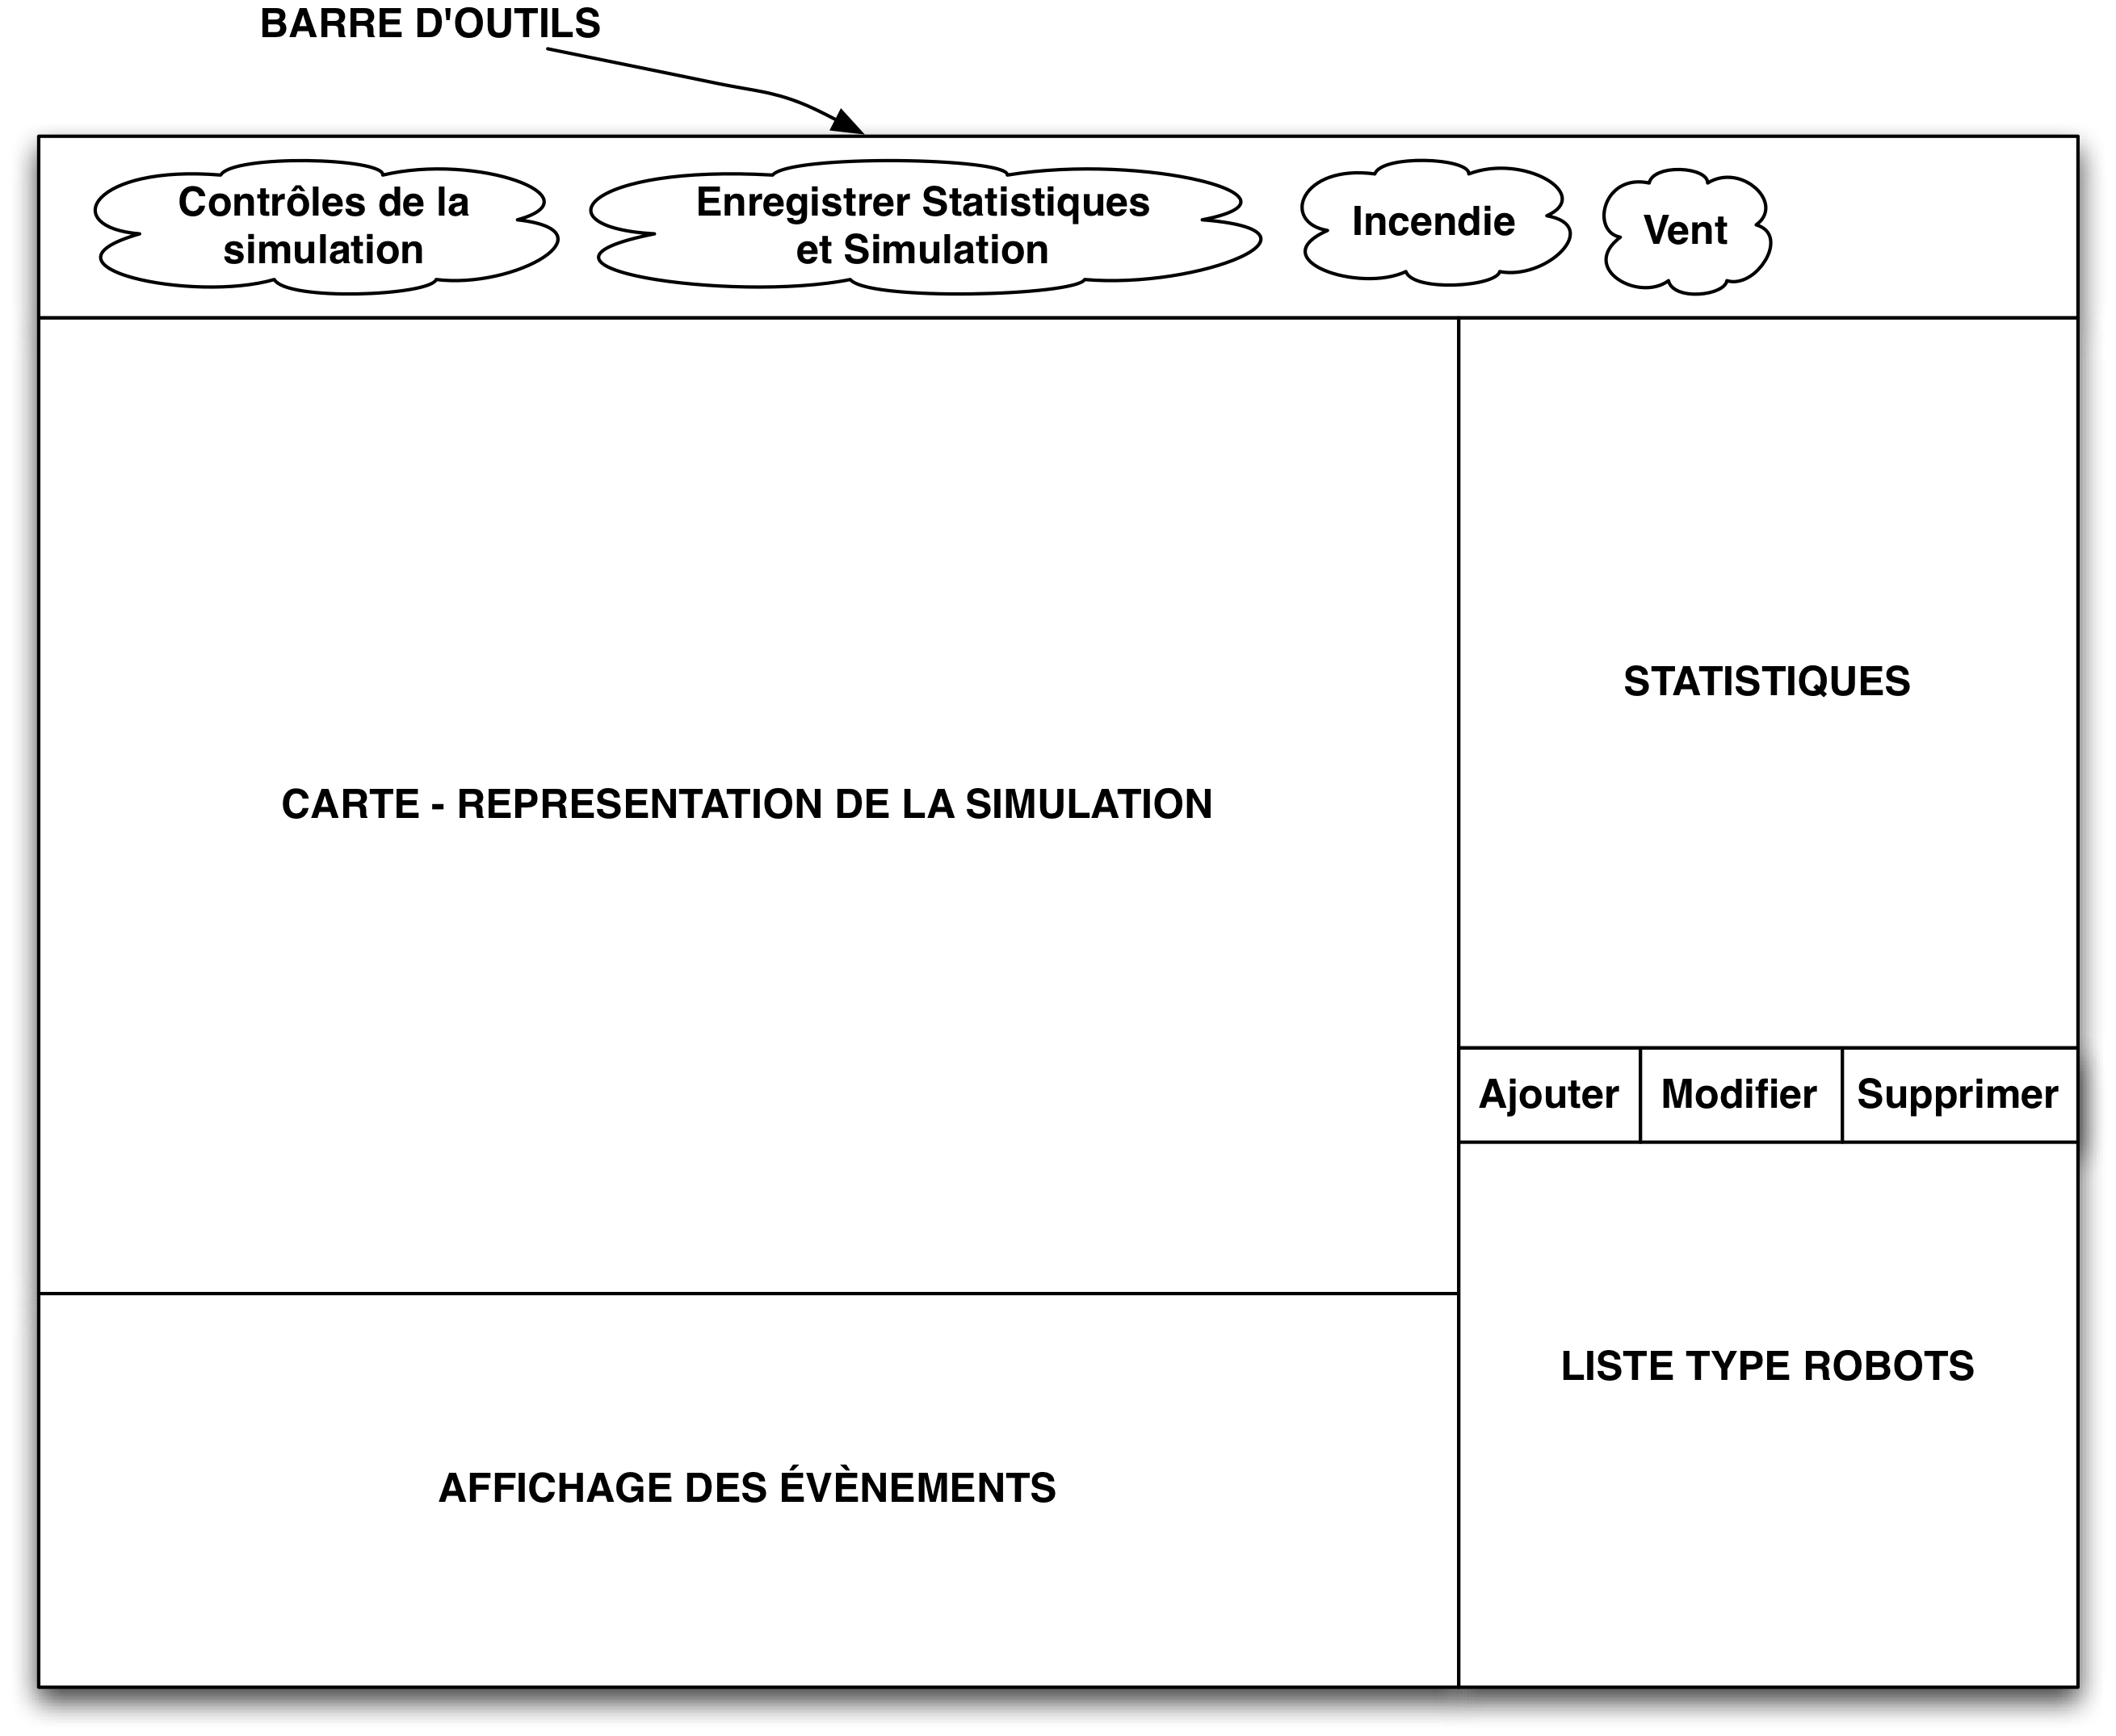 BARRE D'OUTILS
Contrôles de la
simulation
Enregistrer Statistiques
et Simulation
Incendie
Vent
CARTE - REPRESENTATION DE LA SIMULATION
STATISTIQUES
Ajouter
Modifier
Supprimer
LISTE TYPE ROBOTS
AFFICHAGE DES ÉVÈNEMENTS